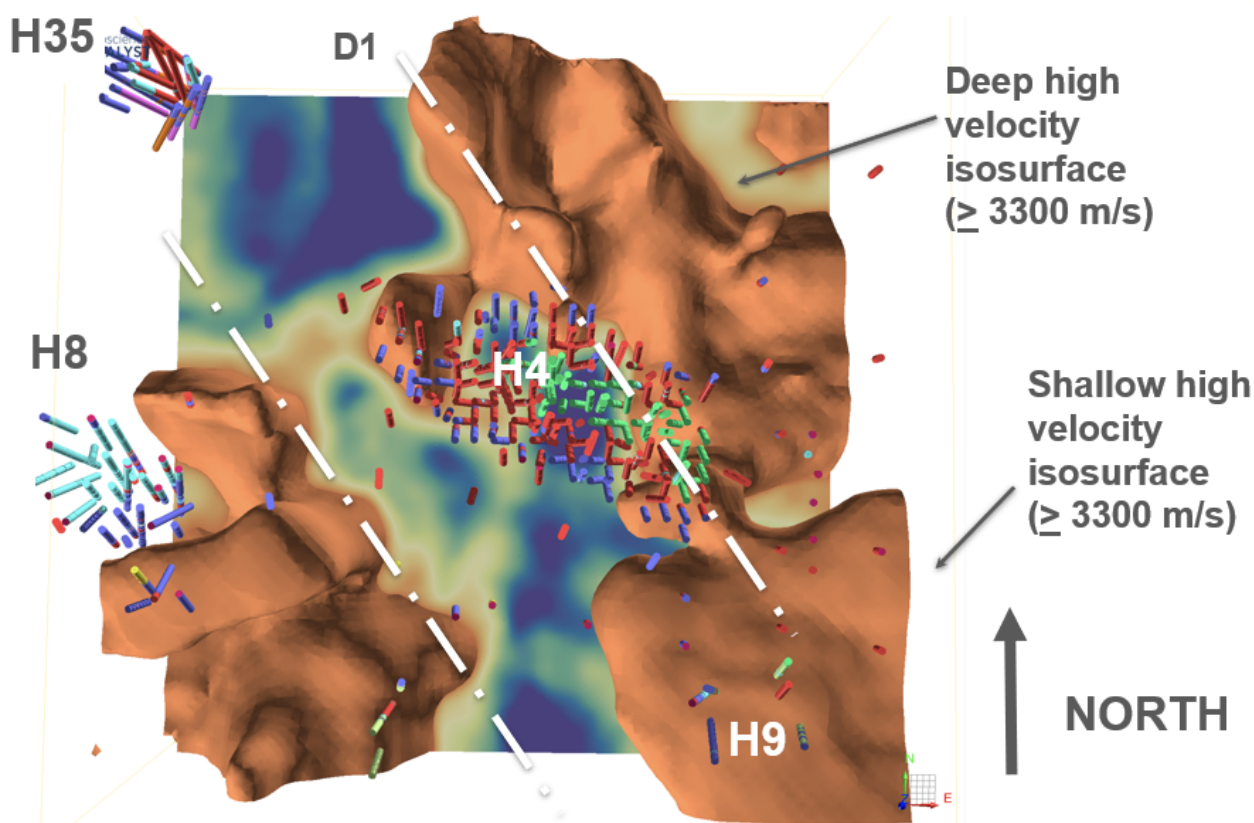 H35
D1
Deep high
velocity
isosurface
(≥ 3300 m/s)
H8
H4
Shallow high
velocity
isosurface
(≥ 3300 m/s)
H9
NORTH
N
Z
E